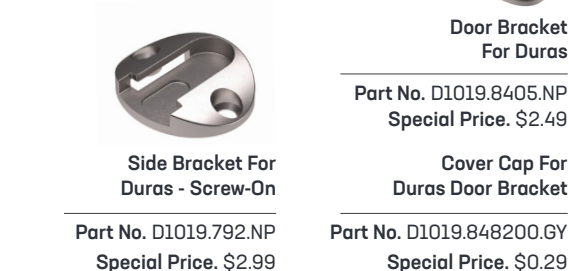 Door Bracket
For Duras
Part No. D1019.8405.NP
Special Price. $2.49
Side Bracket For
Duras - Screw-On
Part No. D1019.792.NP
Special Price. $2.99
Cover Cap For
Duras Door Bracket
Part No. D1019.848200.GY
Special Price. $0.29